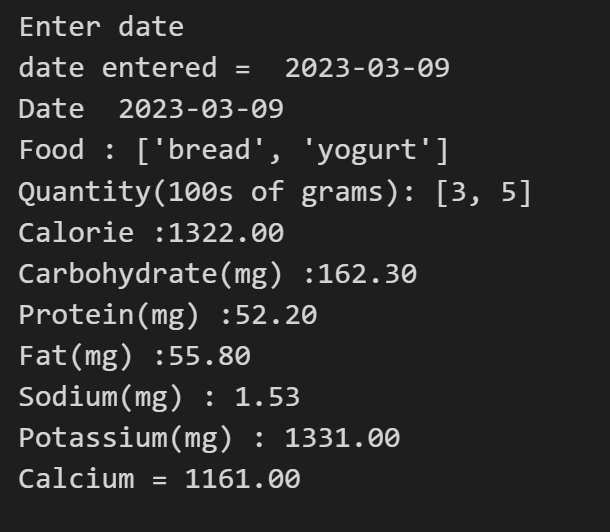 Enter date
date entered =  2023-03-09
Date  2023-03-09
Food : ['bread', 'yogurt']
Quantity(100s of grams): [3, 5]
Calorie :1322.00
Carbohydrate(mg) :162.30
Protein(mg) :52.20
Fat(mg) :55.80
Sodium(mg) : 1.53
Potassium(mg) : 1331.00
Calcium = 1161.00